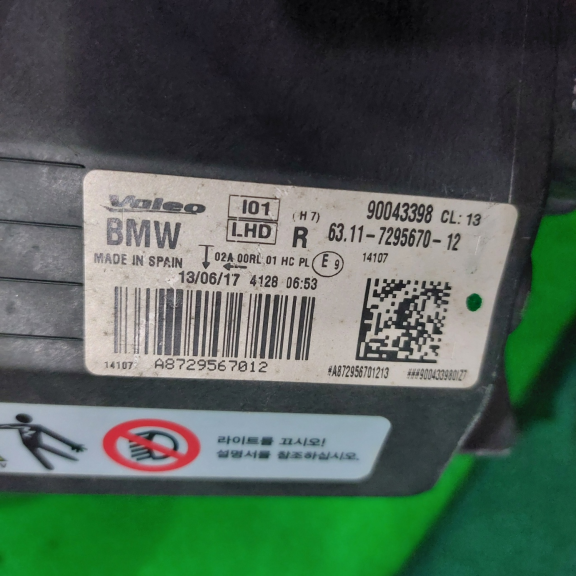 Valeo
I01
LHD
(H7)
R
90043398 CL: 13
63.11-7295670-12
14107
BMW
MADE IN SPAIN
02A 00RL 01 HC PL
E9
13/06/17 4128 06:53
14107
A8729567012
#A872956701213
###9004339801Z7
라이트를 끄시오!
설명서를 참조하십시오.